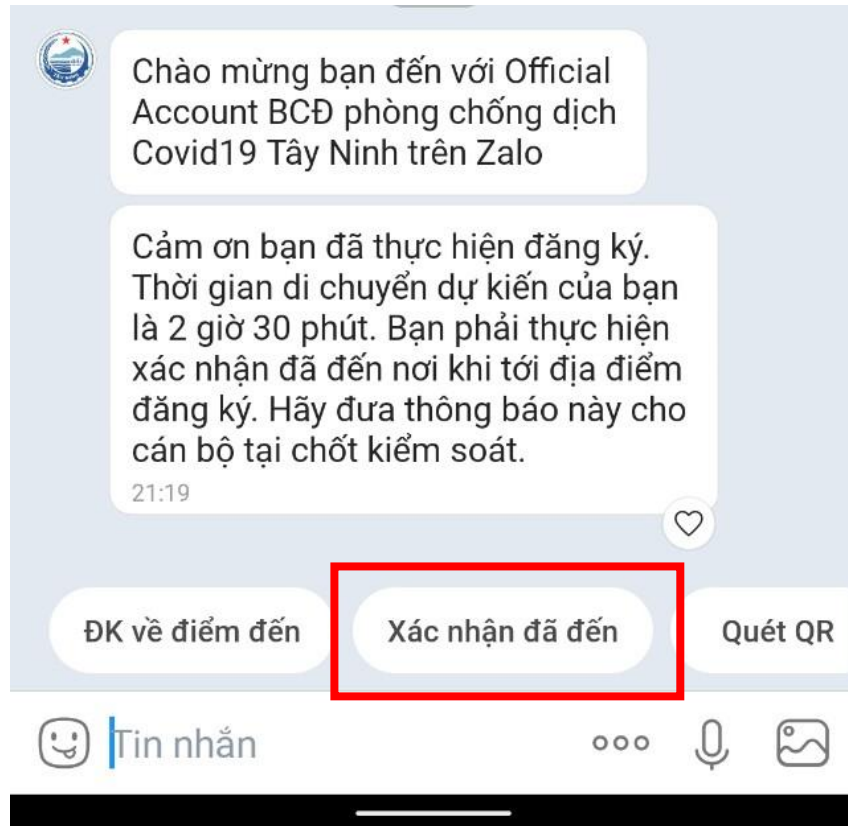 Chào mừng bạn đến với Official
Account BCĐ phòng chống dịch
Covid19 Tây Ninh trên Zalo
Cảm ơn bạn đã thực hiện đăng ký.
Thời gian di chuyển dự kiến của bạn
là 2 giờ 30 phút. Bạn phải thực hiện
xác nhận đã đến nơi khi tới địa điểm
đăng ký. Hãy đưa thông báo này cho
cán bộ tại chốt kiểm soát.
21:19
ĐK về điểm đến
Xác nhận đã đến
Quét QR
Tin nhắn